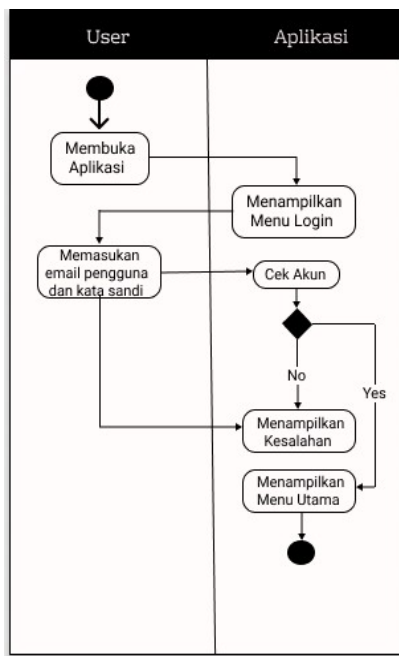 User
Aplikasi
Membuka
Aplikasi
Menampilkan
Menu Login
Memasukan
email pengguna
dan kata sandi
Cek Akun
No
Yes
Menampilkan
Kesalahan
Menampilkan
Menu Utama